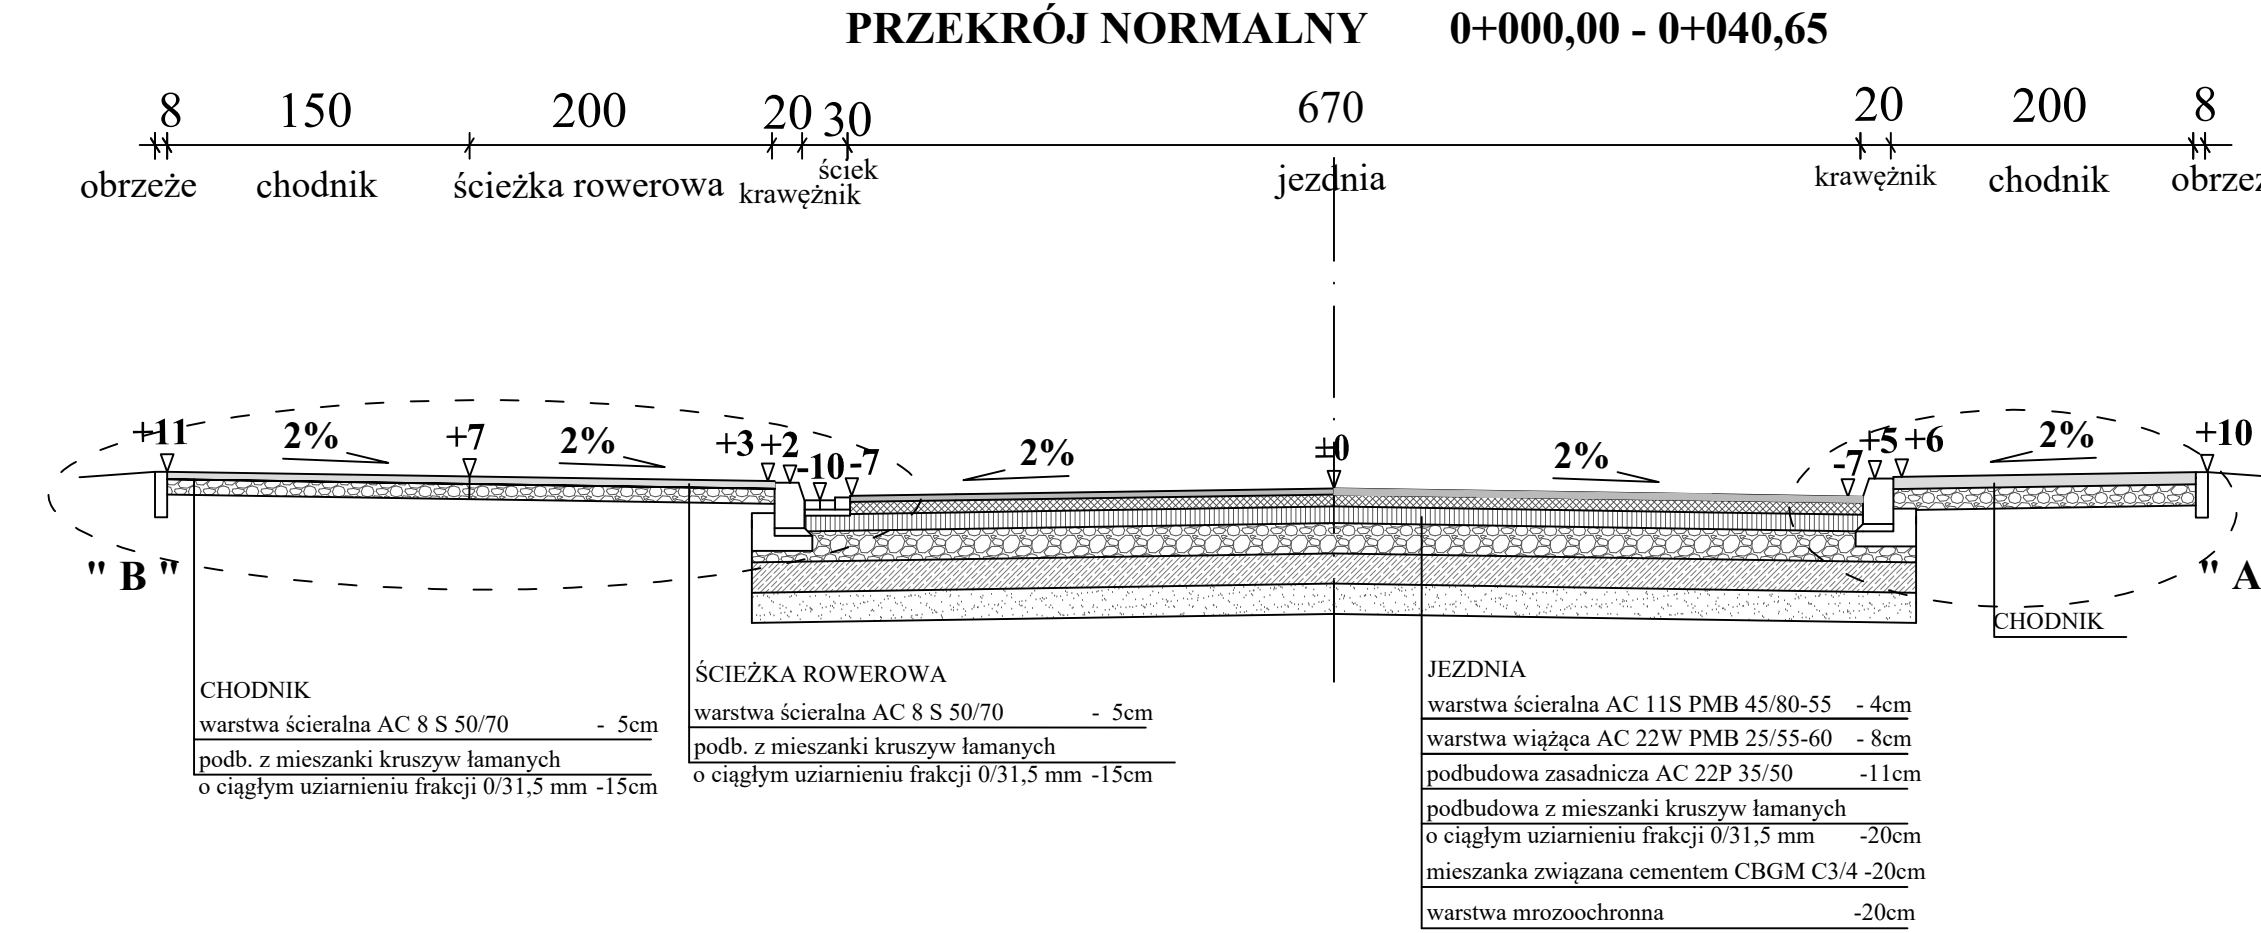 PRZEKRÓJ NORMALNY 0+000,00 - 0+040,65
8 150 200 20 30 670 20 200 8
obrzeże chodnik ścieżka rowerowa krawężnik ściek jezdnia krawężnik chodnik obrzeż
+11 2% +7 2% +3 +2 -10 -7 2% ±0 2% -7 +5 +6 2% +10
" B "
" A
CHODNIK
CHODNIK
warstwa ścieralna AC 8 S 50/70 - 5cm
podb. z mieszanki kruszyw łamanych
o ciągłym uziarnieniu frakcji 0/31,5 mm -15cm
ŚCIEŻKA ROWEROWA
warstwa ścieralna AC 8 S 50/70 - 5cm
podb. z mieszanki kruszyw łamanych
o ciągłym uziarnieniu frakcji 0/31,5 mm -15cm
JEZDNIA
warstwa ścieralna AC 11S PMB 45/80-55 - 4cm
warstwa wiążąca AC 22W PMB 25/55-60 - 8cm
podbudowa zasadnicza AC 22P 35/50 -11cm
podbudowa z mieszanki kruszyw łamanych
o ciągłym uziarnieniu frakcji 0/31,5 mm -20cm
mieszanka związana cementem CBGM C3/4 -20cm
warstwa mrozoochronna -20cm